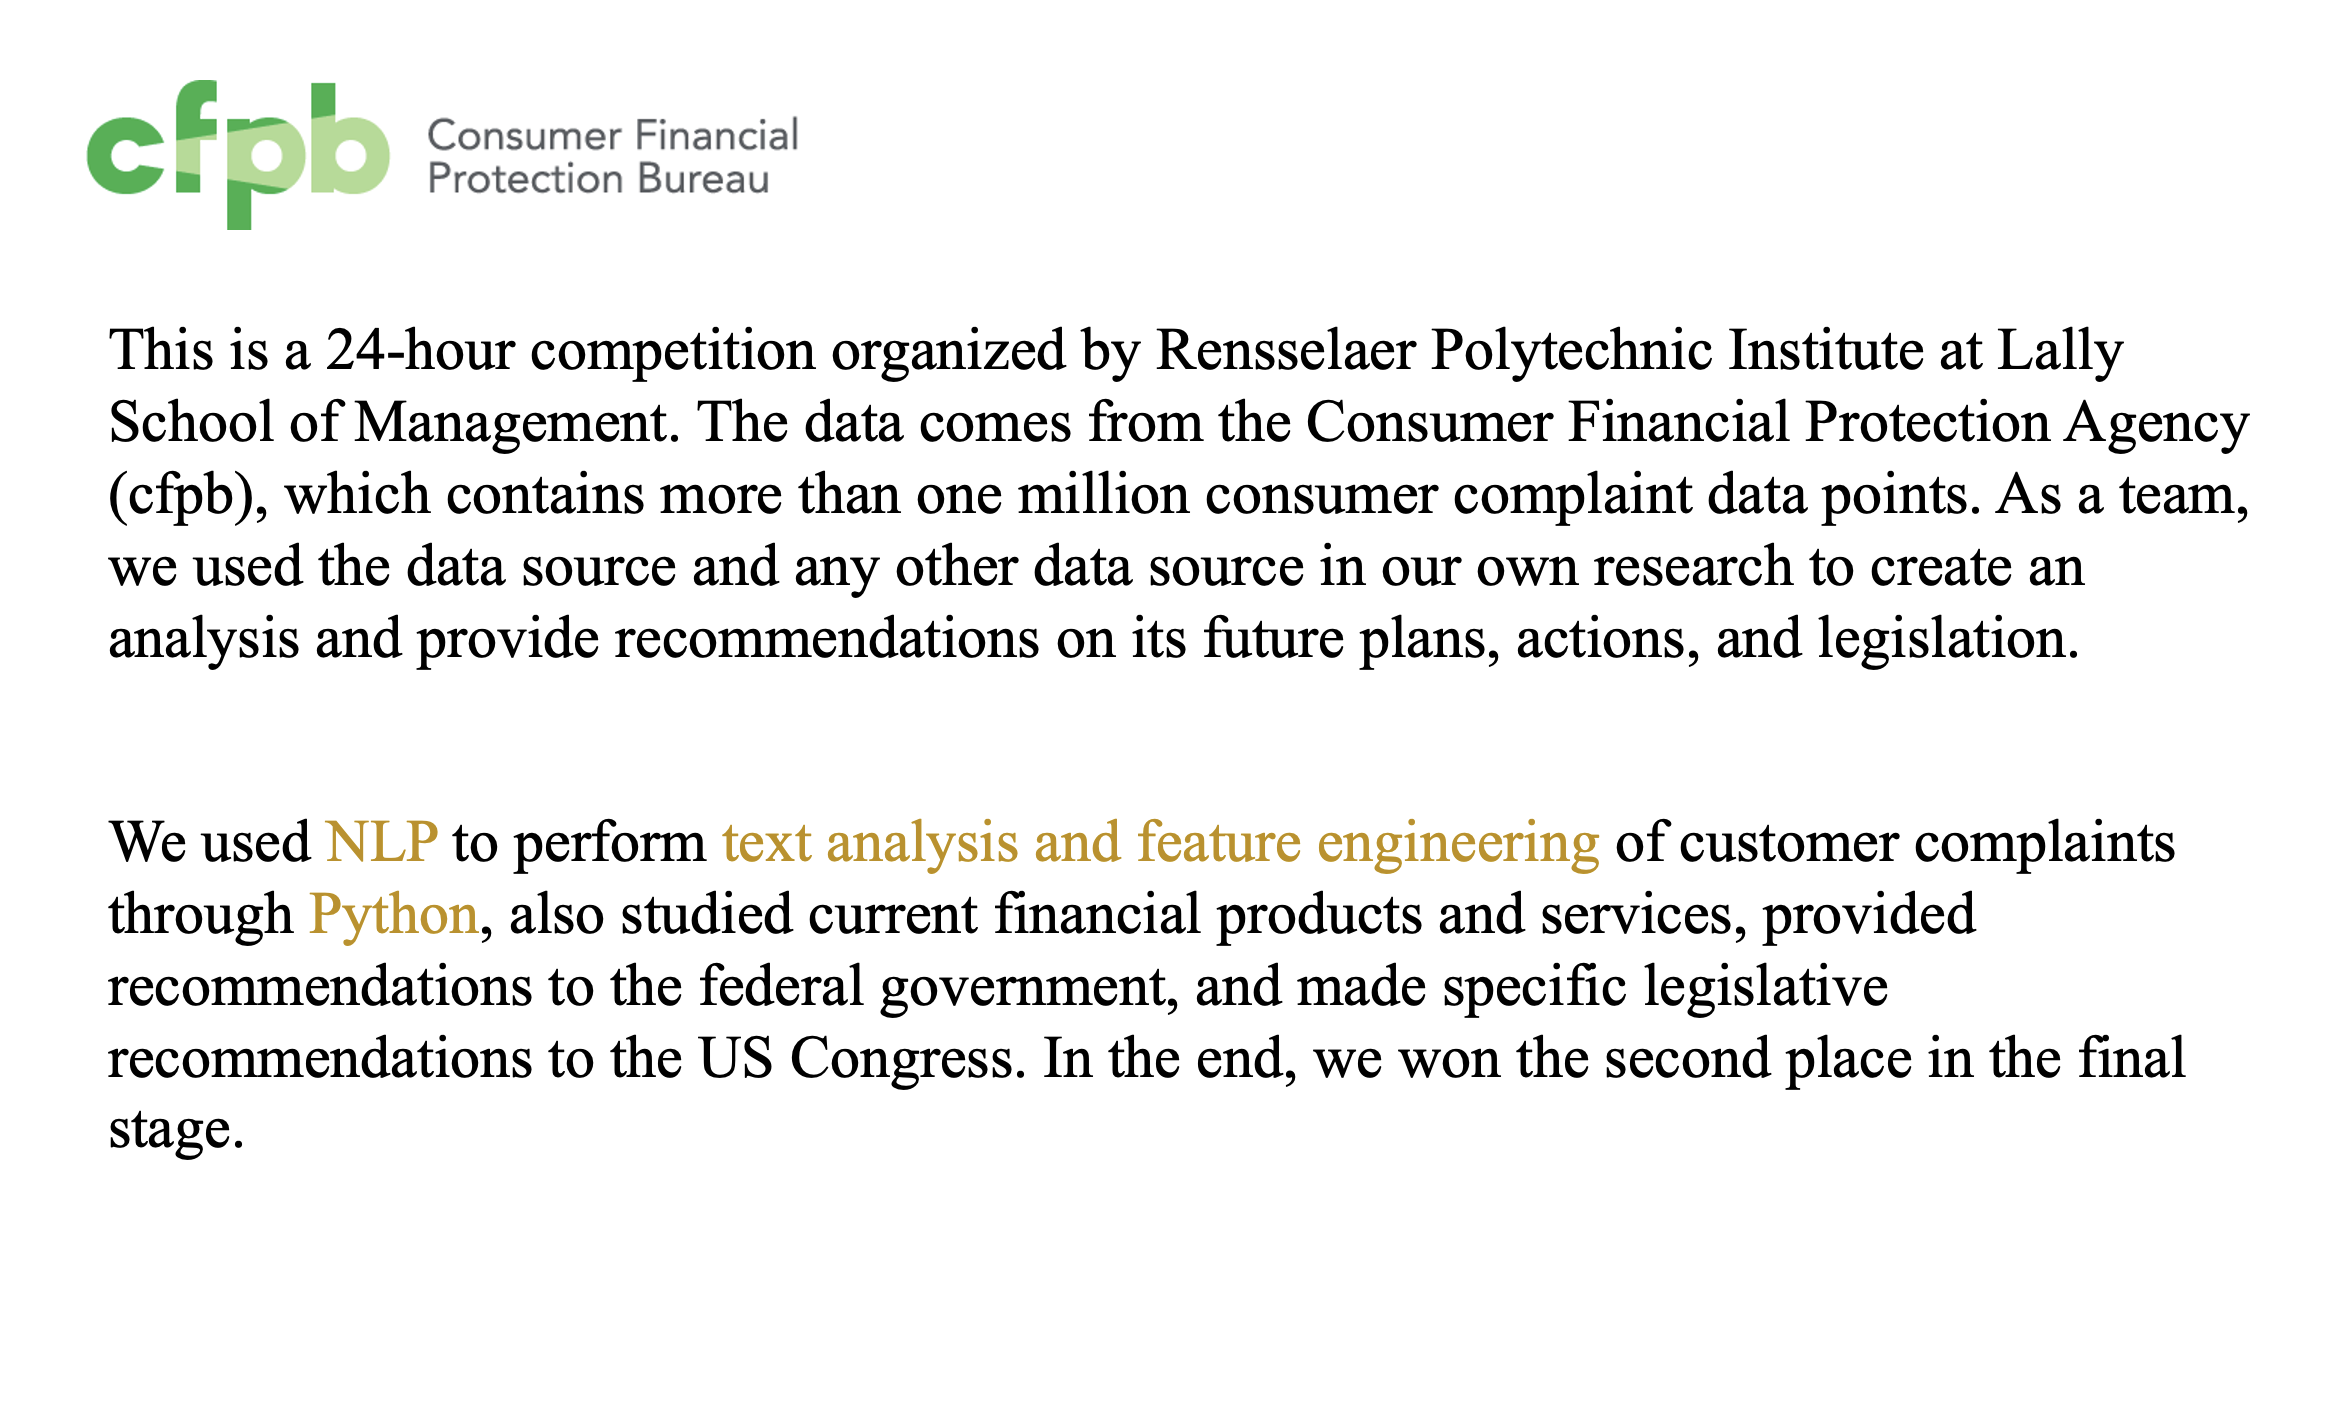 cfpb Consumer Financial
Protection Bureau
This is a 24-hour competition organized by Rensselaer Polytechnic Institute at Lally
School of Management. The data comes from the Consumer Financial Protection Agency
(cfpb), which contains more than one million consumer complaint data points. As a team,
we used the data source and any other data source in our own research to create an
analysis and provide recommendations on its future plans, actions, and legislation.
We used NLP to perform text analysis and feature engineering of customer complaints
through Python, also studied current financial products and services, provided
recommendations to the federal government, and made specific legislative
recommendations to the US Congress. In the end, we won the second place in the final
stage.